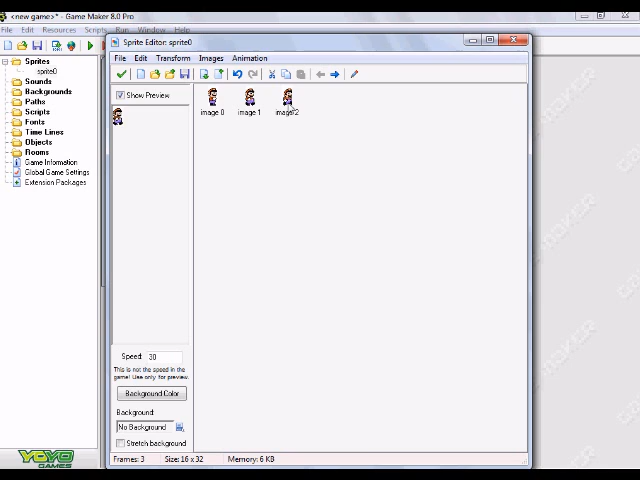 <new game>* - Game Maker 8.0 Pro
File Edit Resources Scripts Run Window Help
Sprite Editor: sprite0
File Edit Transform Images Animation
Sprites
sprite0
Sounds
Backgrounds
Paths
Scripts
Fonts
Time Lines
Objects
Rooms
Game Information
Global Game Settings
Extension Packages
Show Preview
image 0 image 1 image 2
Speed: 30
This is not the speed in the
game! Use only for preview.
Background Color
Background:
No Background
Stretch background
Frames: 3 Size: 16 x 32 Memory: 6 KB
YOYO
GAMES
GAME MAKER